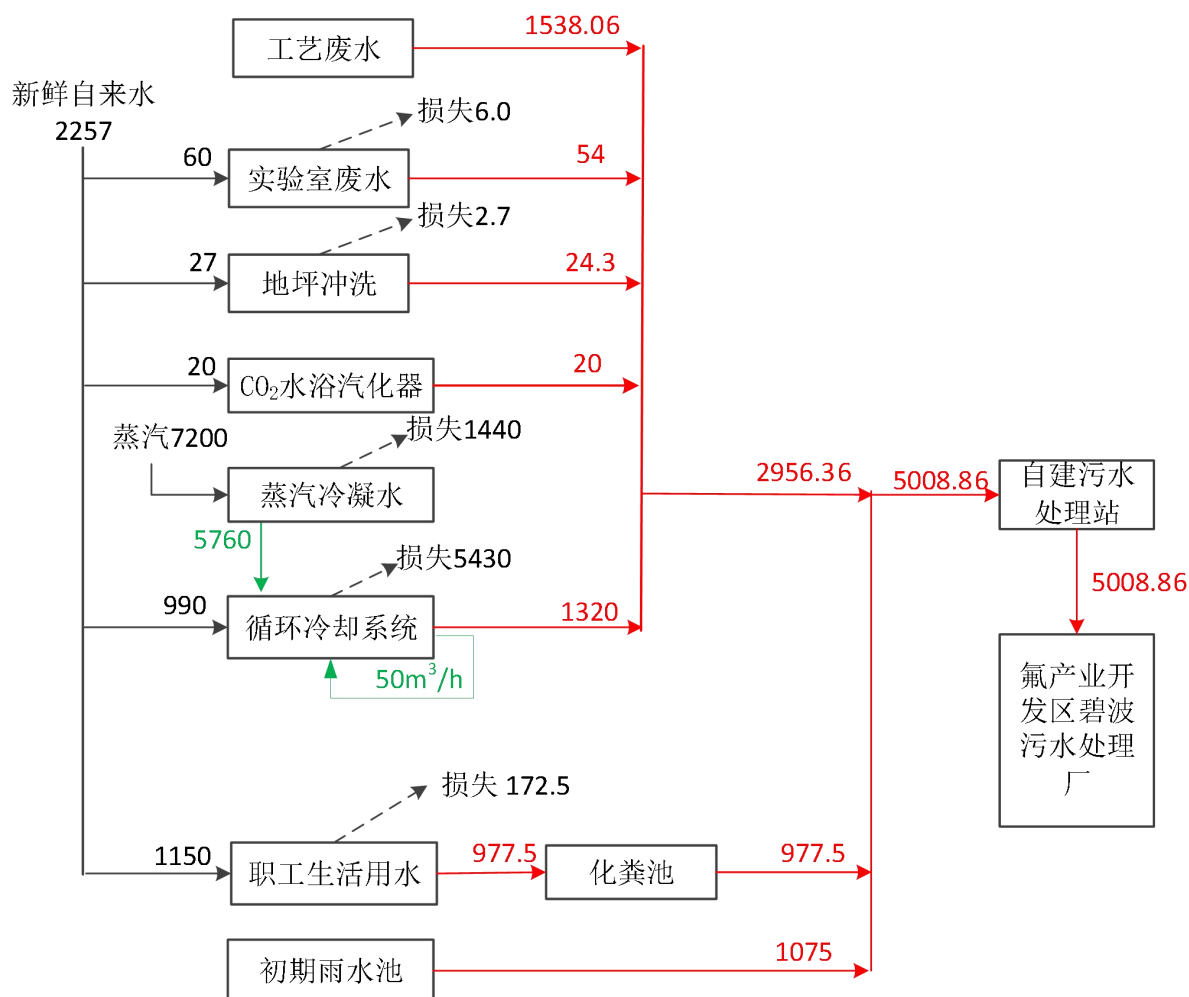 1538.06
工艺废水
新鲜自来水
2257
损失6.0
60
实验室废水
54
损失2.7
27
地坪冲洗
24.3
20
CO₂水浴汽化器
20
蒸汽7200
损失1440
蒸汽冷凝水
2956.36
5008.86
自建污水
处理站
5760
损失5430
5008.86
990
循环冷却系统
1320
50m³/h
氟产业开
发区碧波
污水处理
厂
损失 172.5
1150
职工生活用水
977.5
化粪池
977.5
初期雨水池
1075